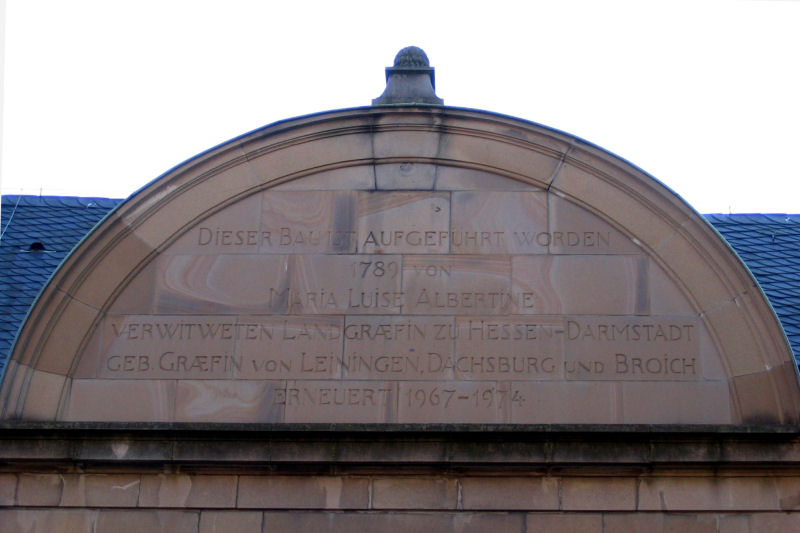 DIESER BAU IST AUFGEFÜHRT WORDEN
1789 VON
MARIA LUISE ALBERTINE
VERWITWETEN LANDGRÆFIN ZU HESSEN-DARMSTADT
GEB. GRÆFIN VON LEININGEN, DACHSBURG UND BROICH
ERNEUERT 1967-1974